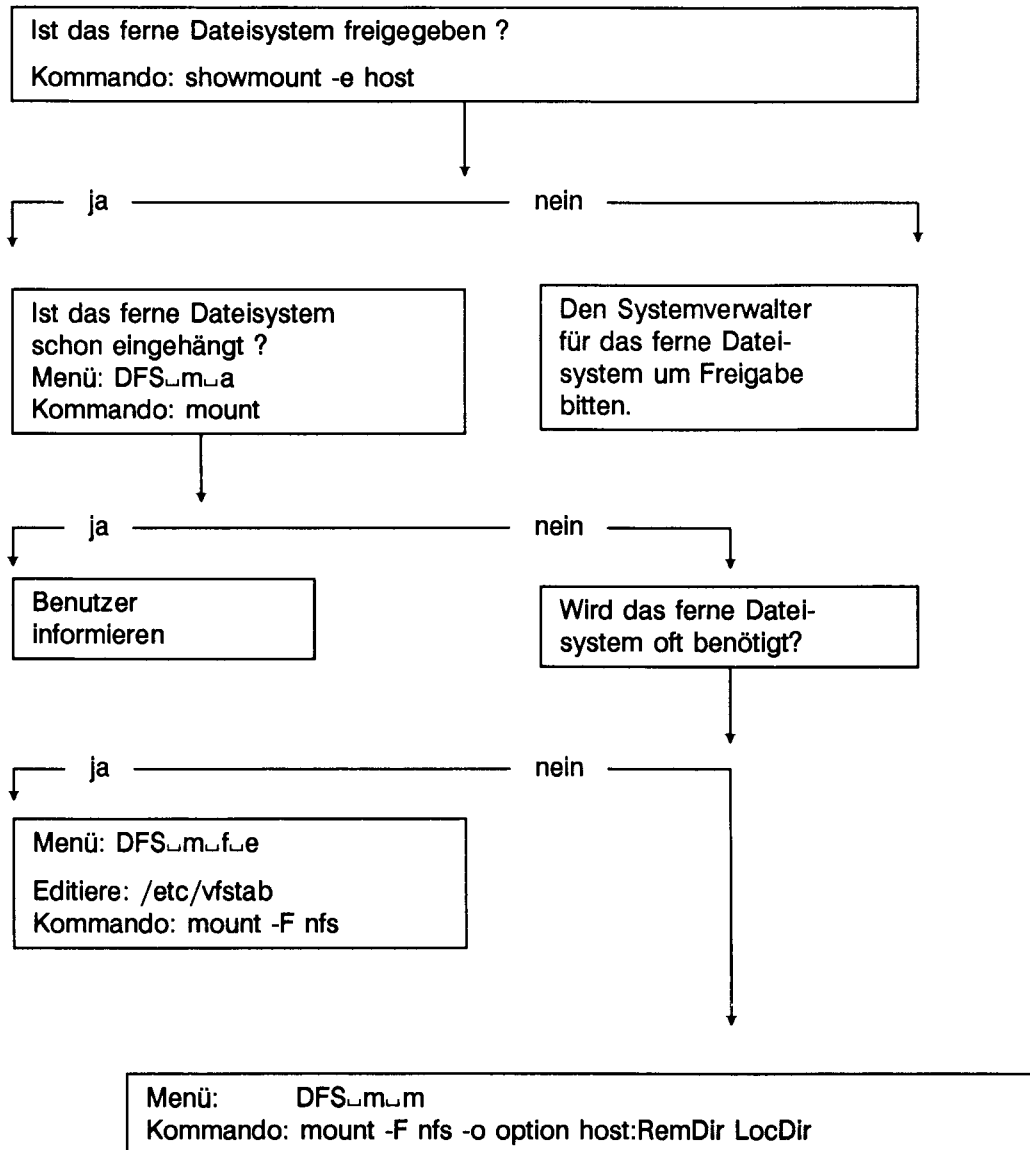 Ist das ferne Dateisystem freigegeben ?
Kommando: showmount -e host
ja
nein
Ist das ferne Dateisystem
schon eingehängt ?
Menü: DFS␣m␣a
Kommando: mount
Den Systemverwalter
für das ferne Datei-
system um Freigabe
bitten.
ja
nein
Benutzer
informieren
Wird das ferne Datei-
system oft benötigt?
ja
nein
Menü: DFS␣m␣f␣e
Editiere: /etc/vfstab
Kommando: mount -F nfs
Menü: DFS␣m␣m
Kommando: mount -F nfs -o option host:RemDir LocDir